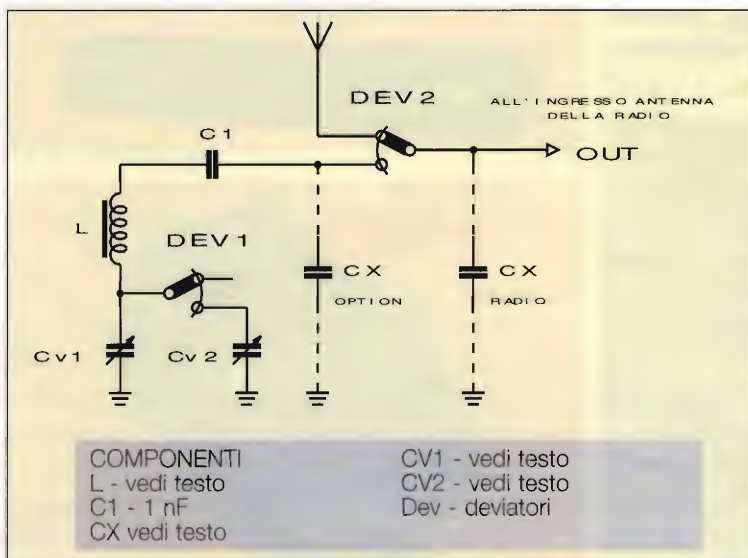 DEV2
ALL'INGRESSO ANTENNA
DELLA RADIO
OUT
C1
L
DEV1
CX
OPTION
CX
RADIO
Cv1
Cv2
COMPONENTI
L - vedi testo
C1 - 1 nF
CX vedi testo
CV1 - vedi testo
CV2 - vedi testo
Dev - deviatori